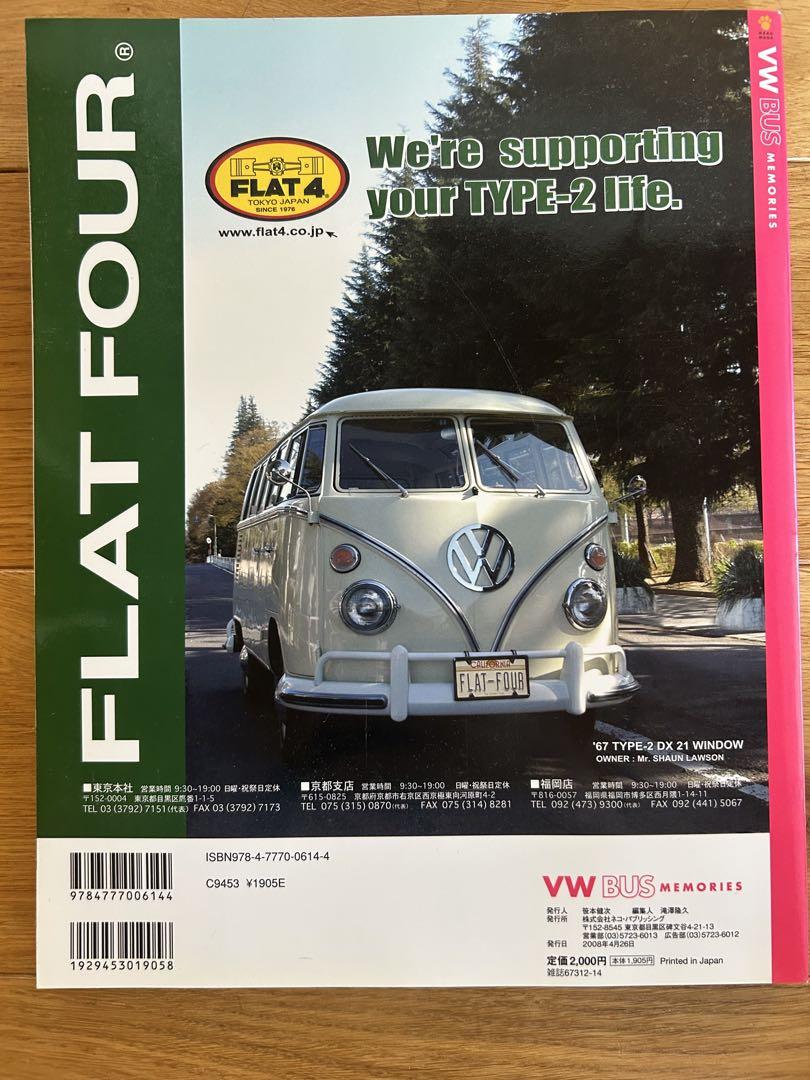 FLAT FOUR®
FLAT 4®
TOKYO JAPAN
SINCE 1976
www.flat4.co.jp
We're supporting
your TYPE-2 life.
VW BUS MEMORIES
VW
CALIFORNIA
FLAT-FOUR
'67 TYPE-2 DX 21 WINDOW
OWNER : Mr. SHAUN LAWSON
■東京本社 営業時間 9:30~19:00 日曜・祝祭日定休
〒152-0004 東京都目黒区鷹番1-1-5
TEL 03 (3792) 7151(代表) FAX 03 (3792) 7173
■京都支店 営業時間 9:30~19:00 日曜・祝祭日定休
〒615-0825 京都府京都市右京区西京極東向河原町4-2
TEL 075 (315) 0870(代表) FAX 075 (314) 8281
■福岡店 営業時間 9:30~19:00 日曜・祝祭日定休
〒816-0057 福岡県福岡市博多区西月隈1-14-11
TEL 092 (473) 9300(代表) FAX 092 (441) 5067
9784777006144
1929453019058
ISBN978-4-7770-0614-4
C9453 ¥1905E
VW BUS MEMORIES
発行人 笹本健次 編集人 滝澤隆久
発行所 株式会社ネコ・パブリッシング
〒152-8545 東京都目黒区碑文谷4-21-13
営業部(03)5723-6013 広告部(03)5723-6012
発行日 2008年4月26日
定価2,000円 本体1,905円 Printed in Japan
雑誌67312-14